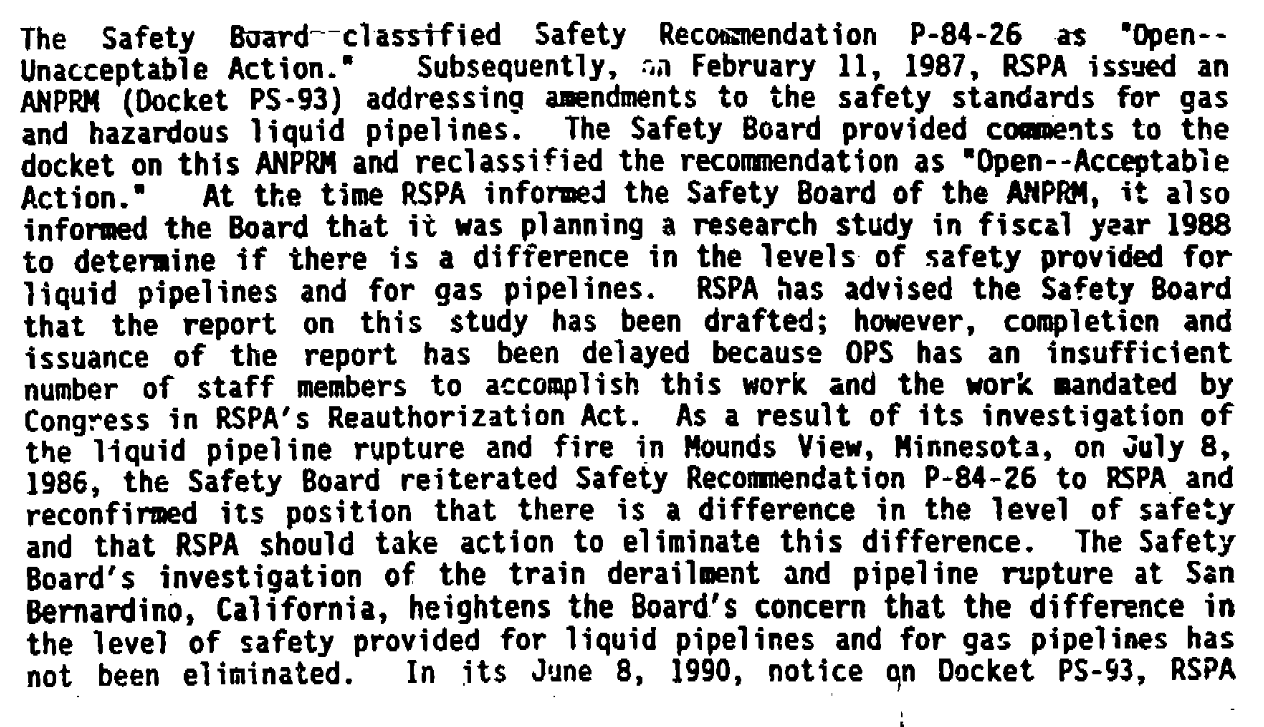 The Safety Board--classified Safety Recommendation P-84-26 as "Open--
Unacceptable Action." Subsequently, on February 11, 1987, RSPA issued an
ANPRM (Docket PS-93) addressing amendments to the safety standards for gas
and hazardous liquid pipelines. The Safety Board provided comments to the
docket on this ANPRM and reclassified the recommendation as "Open--Acceptable
Action." At the time RSPA informed the Safety Board of the ANPRM, it also
informed the Board that it was planning a research study in fiscal year 1988
to determine if there is a difference in the levels of safety provided for
liquid pipelines and for gas pipelines. RSPA has advised the Safety Board
that the report on this study has been drafted; however, completion and
issuance of the report has been delayed because OPS has an insufficient
number of staff members to accomplish this work and the work mandated by
Congress in RSPA's Reauthorization Act. As a result of its investigation of
the liquid pipeline rupture and fire in Mounds View, Minnesota, on July 8,
1986, the Safety Board reiterated Safety Recommendation P-84-26 to RSPA and
reconfirmed its position that there is a difference in the level of safety
and that RSPA should take action to eliminate this difference. The Safety
Board's investigation of the train derailment and pipeline rupture at San
Bernardino, California, heightens the Board's concern that the difference in
the level of safety provided for liquid pipelines and for gas pipelines has
not been eliminated. In its June 8, 1990, notice on Docket PS-93, RSPA